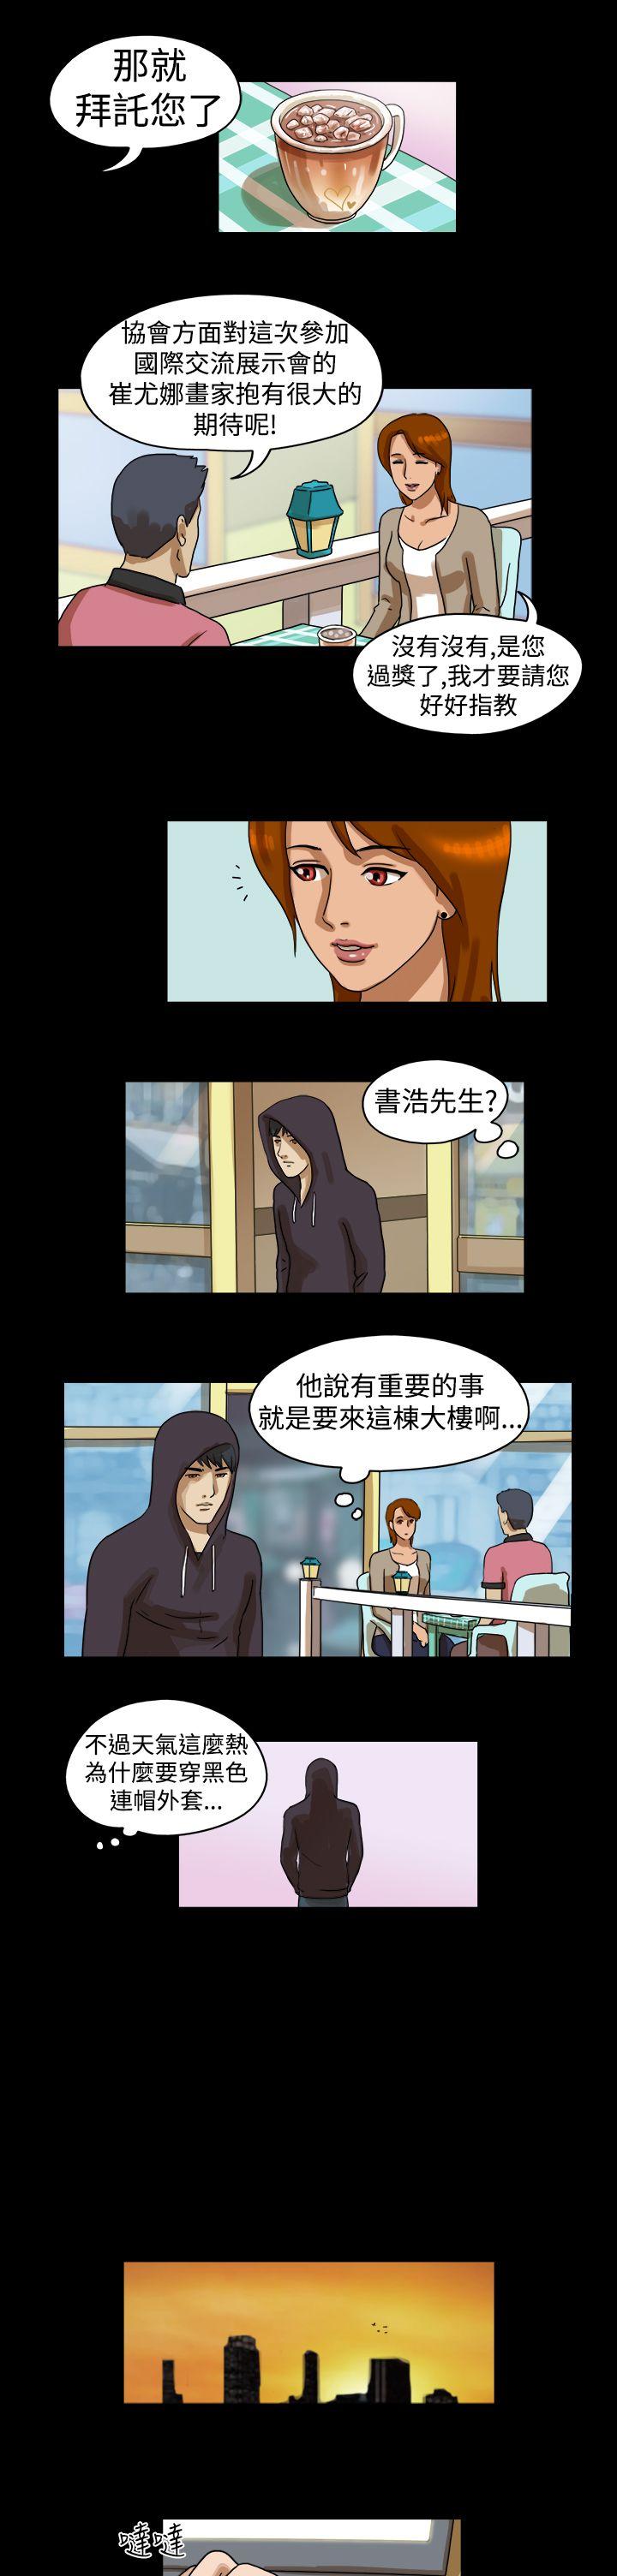 那就
拜託您了
協會方面對這次參加
國際交流展示會的
崔尤娜畫家抱有很大的
期待呢!
沒有沒有,是您
過獎了,我才要請您
好好指教
書浩先生?
他說有重要的事
就是要來這棟大樓啊...
不過天氣這麼熱
為什麼要穿黑色
連帽外套...
噠噠